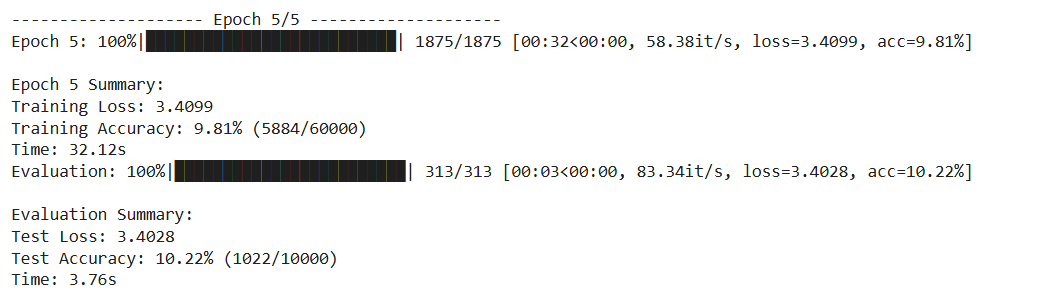 -------------------- Epoch 5/5 --------------------
Epoch 5: 100%|██████████████████████████| 1875/1875 [00:32<00:00, 58.38it/s, loss=3.4099, acc=9.81%]
Epoch 5 Summary:
Training Loss: 3.4099
Training Accuracy: 9.81% (5884/60000)
Time: 32.12s
Evaluation: 100%|████████████████████████| 313/313 [00:03<00:00, 83.34it/s, loss=3.4028, acc=10.22%]
Evaluation Summary:
Test Loss: 3.4028
Test Accuracy: 10.22% (1022/10000)
Time: 3.76s